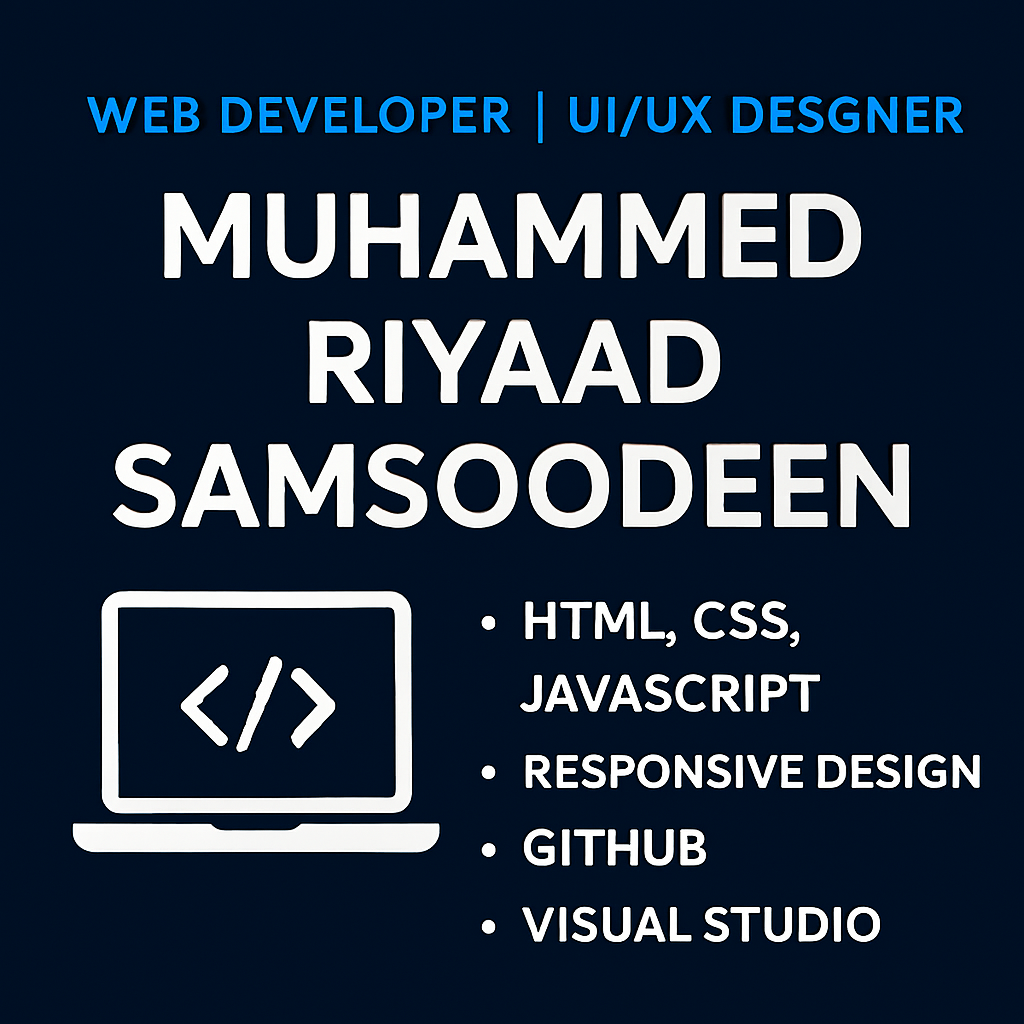 WEB DEVELOPER | UI/UX DESGNER
MUHAMMED
RIYAAD
SAMSOODEEN
</>
• HTML, CSS,
JAVASCRIPT
• RESPONSIVE DESIGN
• GITHUB
• VISUAL STUDIO